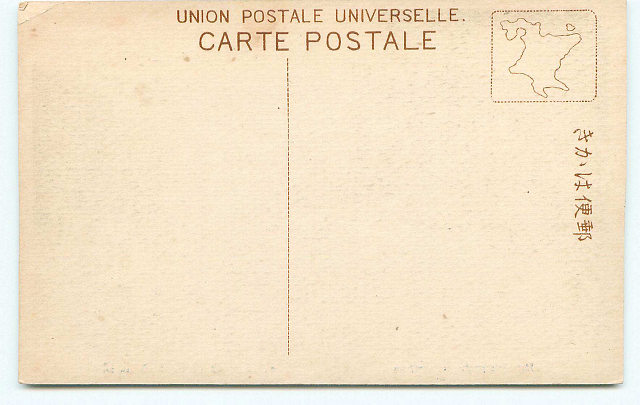 UNION POSTALE UNIVERSELLE.
CARTE POSTALE
きかは便郵